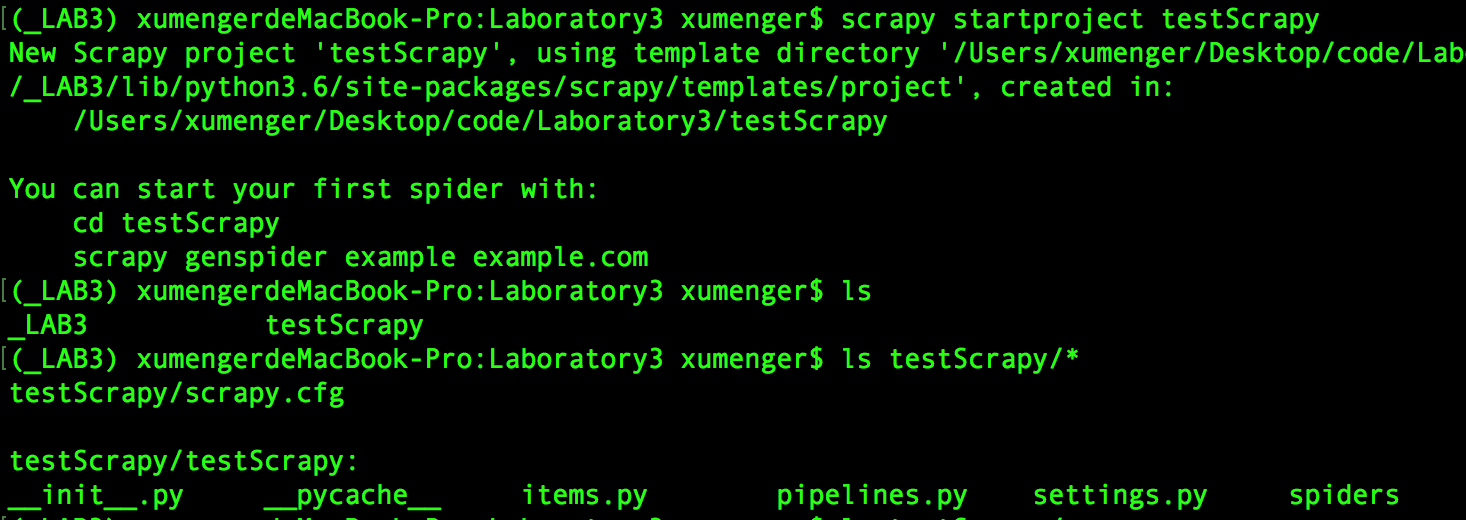 (_LAB3) xumengerdeMacBook-Pro:Laboratory3 xumenger$ scrapy startproject testScrapy
New Scrapy project 'testScrapy', using template directory '/Users/xumenger/Desktop/code/Lab
/_LAB3/lib/python3.6/site-packages/scrapy/templates/project', created in:
    /Users/xumenger/Desktop/code/Laboratory3/testScrapy

You can start your first spider with:
    cd testScrapy
    scrapy genspider example example.com
(_LAB3) xumengerdeMacBook-Pro:Laboratory3 xumenger$ ls
_LAB3           testScrapy
(_LAB3) xumengerdeMacBook-Pro:Laboratory3 xumenger$ ls testScrapy/*
testScrapy/scrapy.cfg

testScrapy/testScrapy:
__init__.py     __pycache__     items.py        pipelines.py    settings.py     spiders